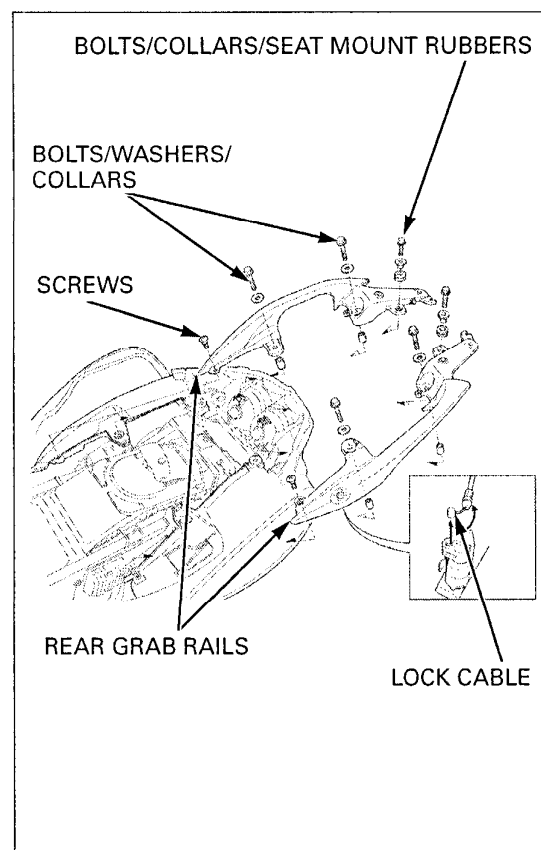 BOLTS/COLLARS/SEAT MOUNT RUBBERS
BOLTS/WASHERS/
COLLARS
SCREWS
REAR GRAB RAILS
LOCK CABLE